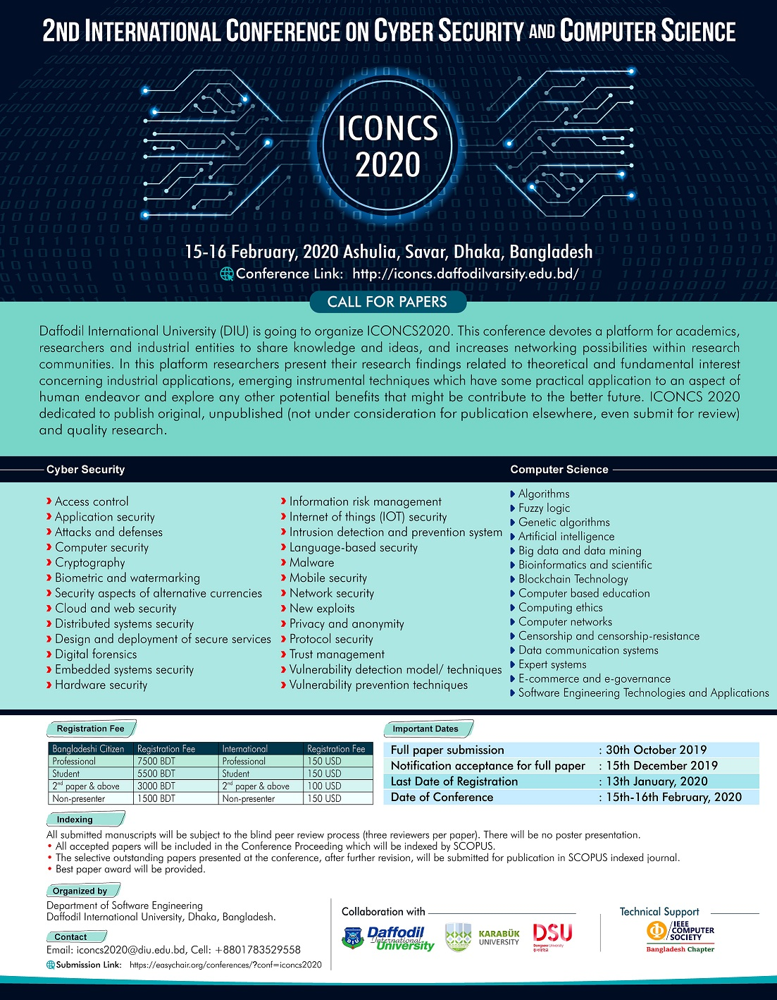 2ND INTERNATIONAL CONFERENCE ON CYBER SECURITY AND COMPUTER SCIENCE
ICONCS
2020
15-16 February, 2020 Ashulia, Savar, Dhaka, Bangladesh
Conference Link: http://iconcs.daffodilvarsity.edu.bd/
CALL FOR PAPERS
Daffodil International University (DIU) is going to organize ICONCS2020. This conference devotes a platform for academics,
researchers and industrial entities to share knowledge and ideas, and increases networking possibilities within research
communities. In this platform researchers present their research findings related to theoretical and fundamental interest
concerning industrial applications, emerging instrumental techniques which have some practical application to an aspect of
human endeavor and explore any other potential benefits that might be contribute to the better future. ICONCS 2020
dedicated to publish original, unpublished (not under consideration for publication elsewhere, even submit for review)
and quality research.
Cyber Security
Access control
Application security
Attacks and defenses
Computer security
Cryptography
Biometric and watermarking
Security aspects of alternative currencies
Cloud and web security
Distributed systems security
Design and deployment of secure services
Digital forensics
Embedded systems security
Hardware security
Information risk management
Internet of things (IOT) security
Intrusion detection and prevention system
Language-based security
Malware
Mobile security
Network security
New exploits
Privacy and anonymity
Protocol security
Trust management
Vulnerability detection model/ techniques
Vulnerability prevention techniques
Computer Science
Algorithms
Fuzzy logic
Genetic algorithms
Artificial intelligence
Big data and data mining
Bioinformatics and scientific
Blockchain Technology
Computer based education
Computing ethics
Computer networks
Censorship and censorship-resistance
Data communication systems
Expert systems
E-commerce and e-governance
Software Engineering Technologies and Applications
Registration Fee
Bangladeshi Citizen Registration Fee International Registration Fee
Professional 7500 BDT Professional 150 USD
Student 5500 BDT Student 150 USD
2nd paper & above 3000 BDT 2nd paper & above 100 USD
Non-presenter 1500 BDT Non-presenter 150 USD
Important Dates
Full paper submission : 30th October 2019
Notification acceptance for full paper : 15th December 2019
Last Date of Registration : 13th January, 2020
Date of Conference : 15th-16th February, 2020
Indexing
All submitted manuscripts will be subject to the blind peer review process (three reviewers per paper). There will be no poster presentation.
• All accepted papers will be included in the Conference Proceeding which will be indexed by SCOPUS.
• The selective outstanding papers presented at the conference, after further revision, will be submitted for publication in SCOPUS indexed journal.
• Best paper award will be provided.
Organized by
Department of Software Engineering
Daffodil International University, Dhaka, Bangladesh.
Contact
Email: iconcs2020@diu.edu.bd, Cell: +8801783529558
Submission Link: https://easychair.org/conferences/?conf=iconcs2020
Collaboration with
Daffodil
International
University
KARABÜK
UNIVERSITY
DSU
Dongseo University
동서대학교
Technical Support
IEEE
COMPUTER
SOCIETY
Bangladesh Chapter